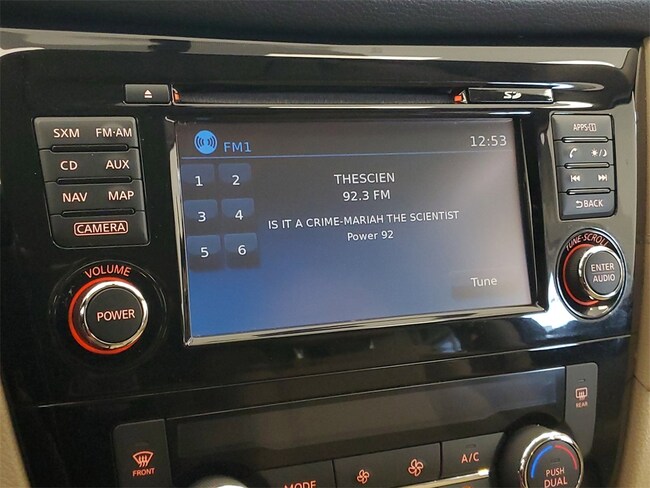 SD
SXM FM·AM
CD AUX
NAV MAP
CAMERA
VOLUME
POWER
FM1 12:53
1 2
3 4
5 6
THESCIEN
92.3 FM
IS IT A CRIME-MARIAH THE SCIENTIST
Power 92
Tune
APPS
BACK
TUNE·SCROLL
ENTER
AUDIO
FRONT
MODE
A/C
REAR
PUSH
DUAL